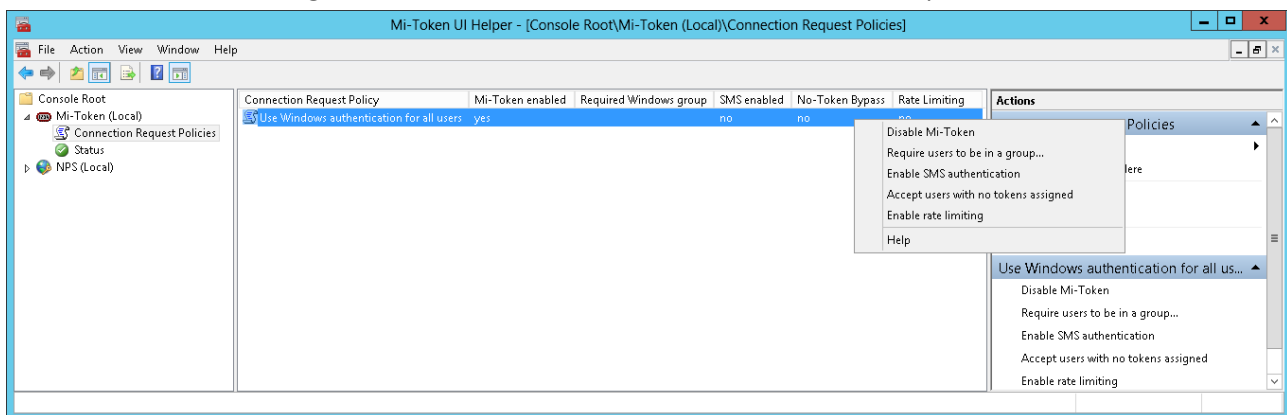 Mi-Token UI Helper - [Console Root\Mi-Token (Local)\Connection Request Policies]
File Action View Window Help
Console Root
Mi-Token (Local)
Connection Request Policies
Status
NPS (Local)
Connection Request Policy Mi-Token enabled Required Windows group SMS enabled No-Token Bypass Rate Limiting
Use Windows authentication for all users yes no no no
Disable Mi-Token
Require users to be in a group...
Enable SMS authentication
Accept users with no tokens assigned
Enable rate limiting
Help
Actions
Policies
Use Windows authentication for all us...
Disable Mi-Token
Require users to be in a group...
Enable SMS authentication
Accept users with no tokens assigned
Enable rate limiting